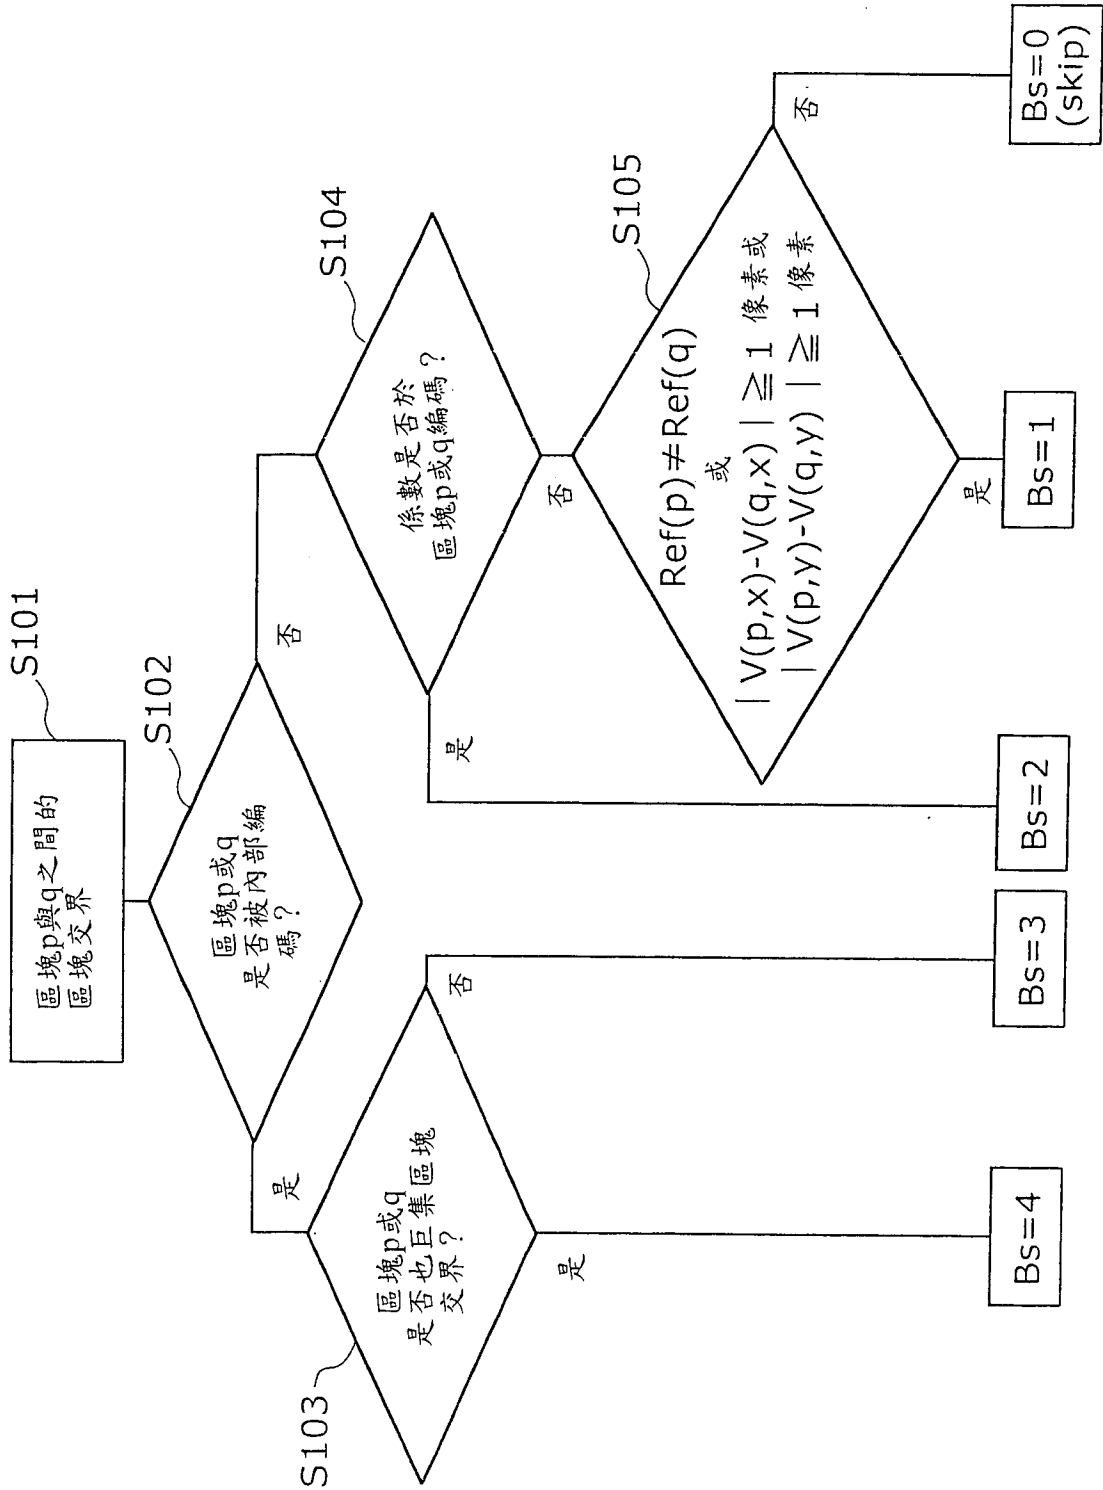 S101
區塊p與q之間的
區塊交界
S102
區塊p或q
是否被內部編
碼？
是
否
S103
區塊p或q
是否也巨集區塊
交界？
是
否
S104
係數是否於
區塊p或q編碼？
是
否
S105
Ref(p)≠Ref(q)
或
| V(p,x)-V(q,x) | ≧ 1 像素或
| V(p,y)-V(q,y) | ≧ 1 像素
是
否
Bs=4
Bs=3
Bs=2
Bs=1
Bs=0
(skip)